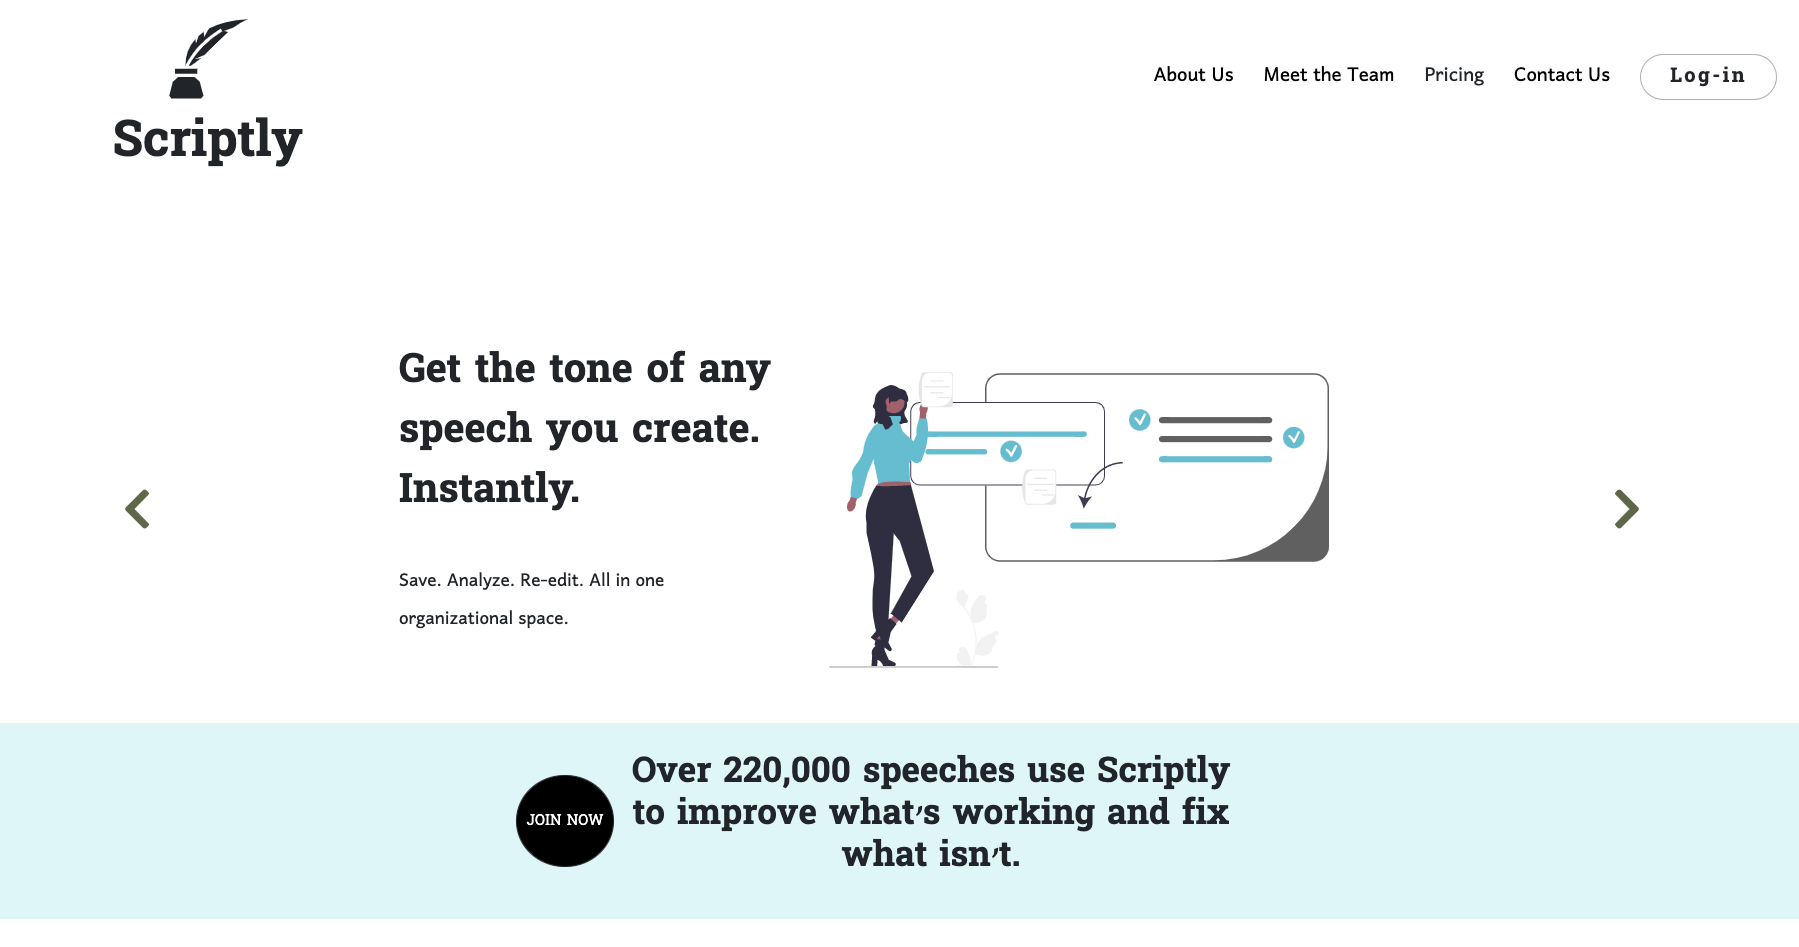 Scriptly
About Us Meet the Team Pricing Contact Us Log-in
Get the tone of any
speech you create.
Instantly.
Save. Analyze. Re-edit. All in one
organizational space.
JOIN NOW
Over 220,000 speeches use Scriptly
to improve what's working and fix
what isn't.